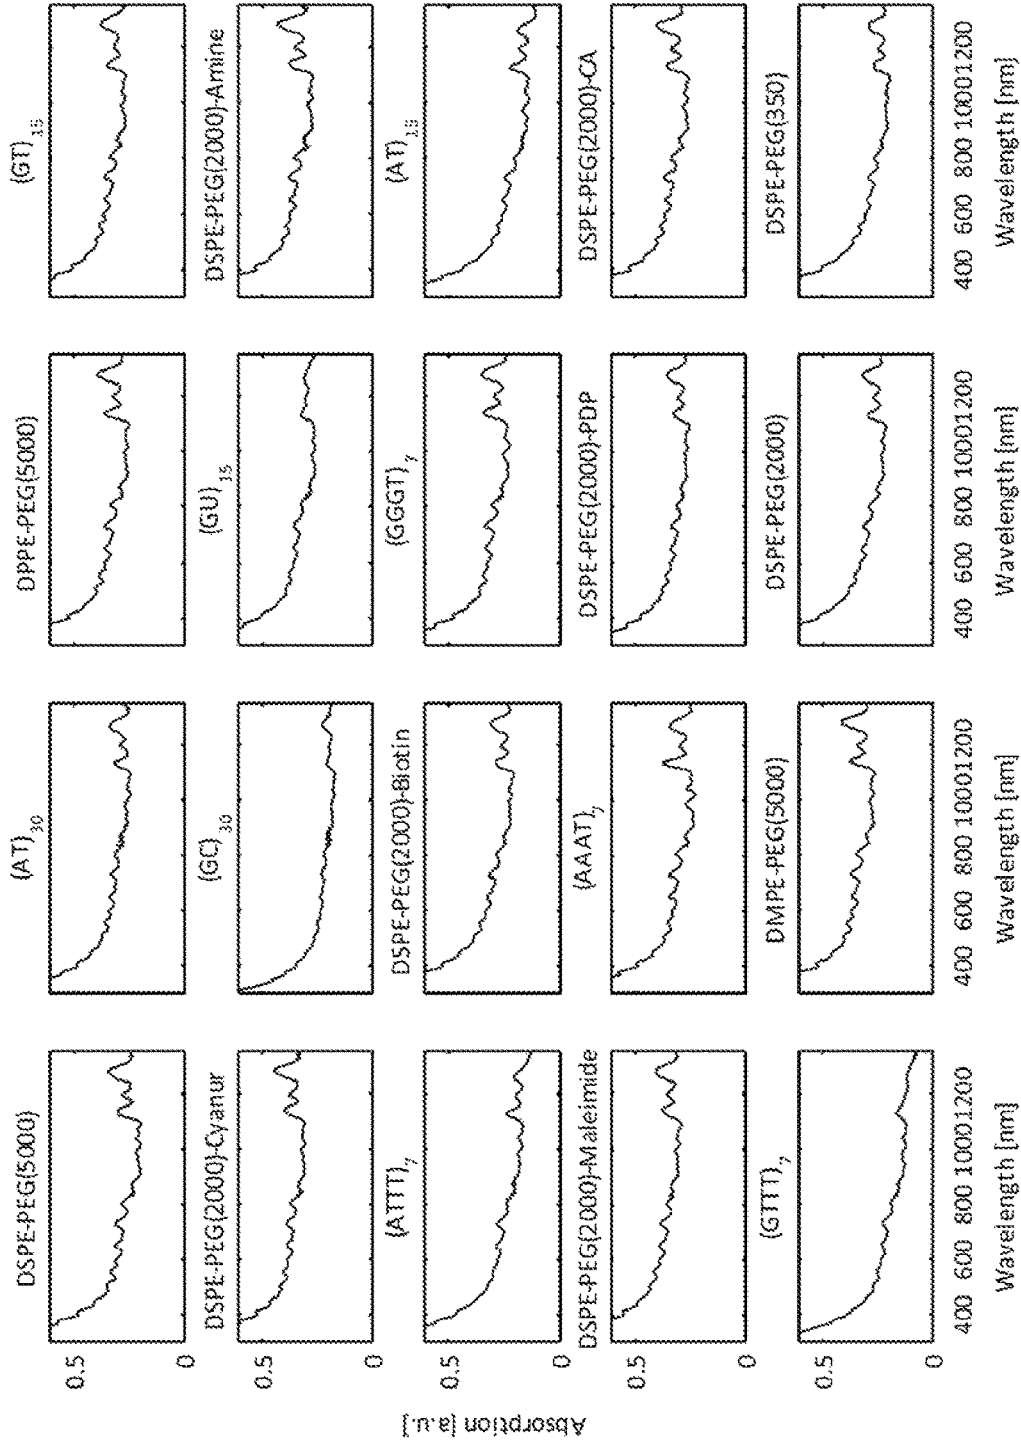 DSPE-PEG(5000) (AT)30 DPPE-PEG(5000) (GT)15
0.5
0
DSPE-PEG(2000)-Cyanur (GC)30 (GU)15 DSPE-PEG(2000)-Amine
0.5
0
(ATTT)7 DSPE-PEG(2000)-Biotin (GGGT)7 (AT)15
0.5
0
Absorption [a.u.]
DSPE-PEG(2000)-Maleimide (AAAT)7 DSPE-PEG(2000)-PDP DSPE-PEG(2000)-CA
0.5
0
(GTTT)7 DMPE-PEG(5000) DSPE-PEG(2000) DSPE-PEG(350)
0.5
0
400 600 800 1000 1200 400 600 800 1000 1200 400 600 800 1000 1200 400 600 800 1000 1200
Wavelength [nm] Wavelength [nm] Wavelength [nm] Wavelength [nm]